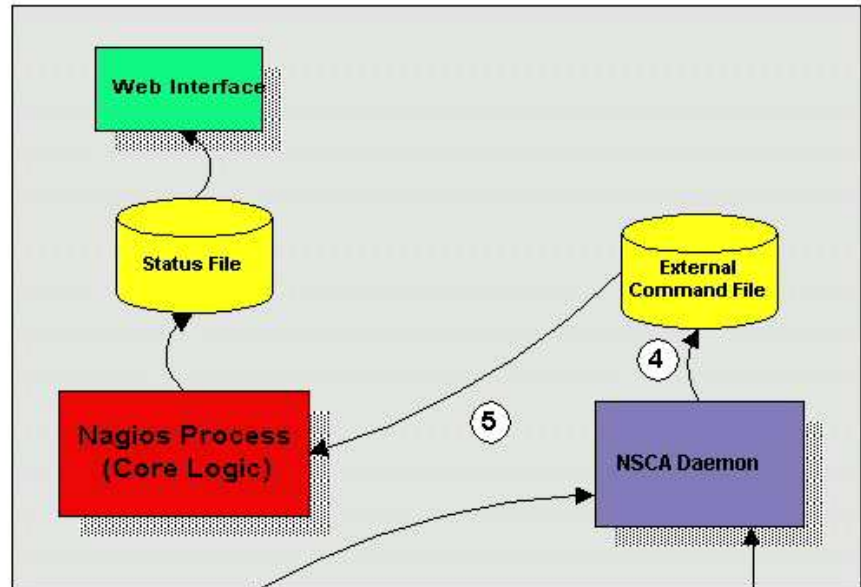 Web Interface
Status File
External
Command File
4
5
Nagios Process
(Core Logic)
NSCA Daemon